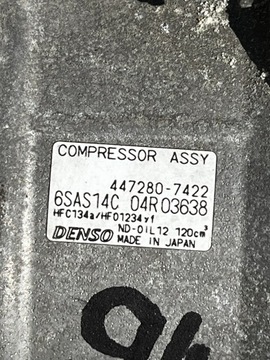 COMPRESSOR ASSY
447280-7422
6SAS14C 04R03638
HFC134a/HFO1234yf
DENSO ND-OIL12 120cm³
MADE IN JAPAN